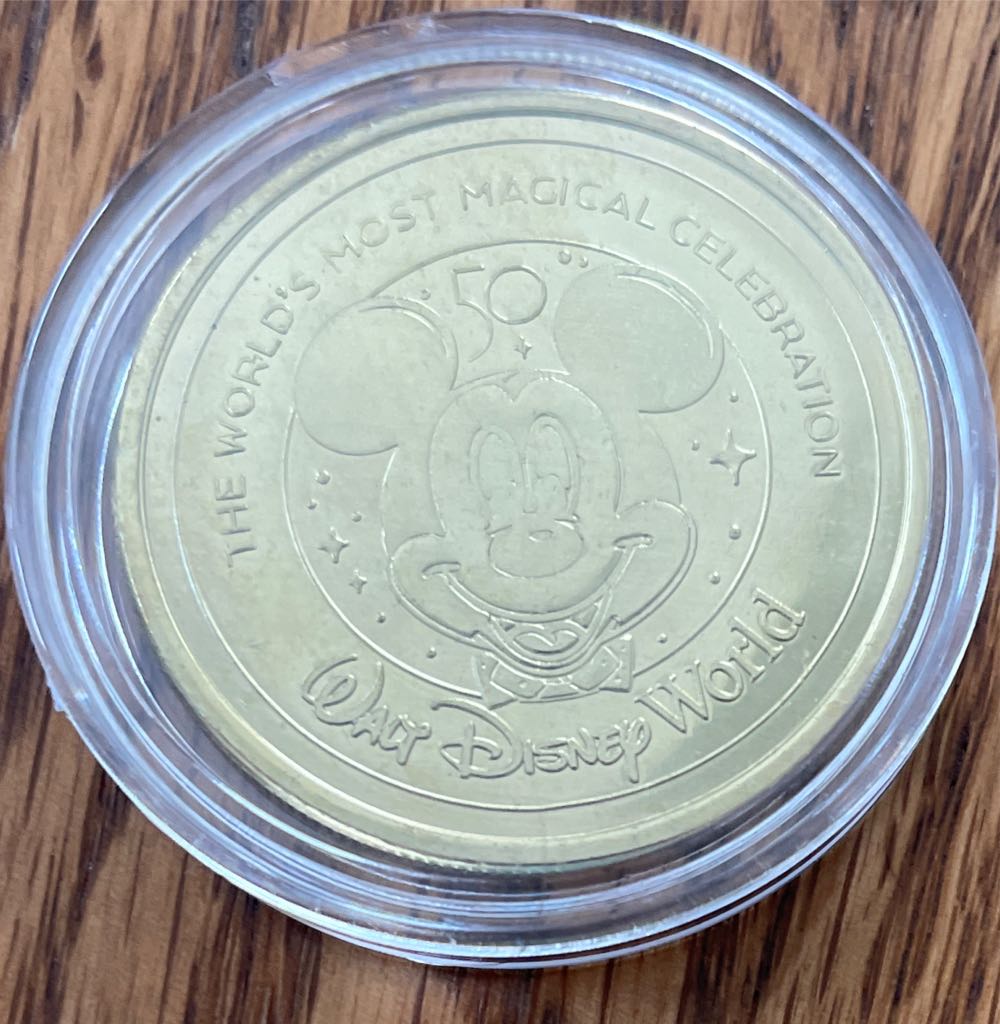 THE WORLD'S MOST MAGICAL CELEBRATION
50
WALT DISNEY World